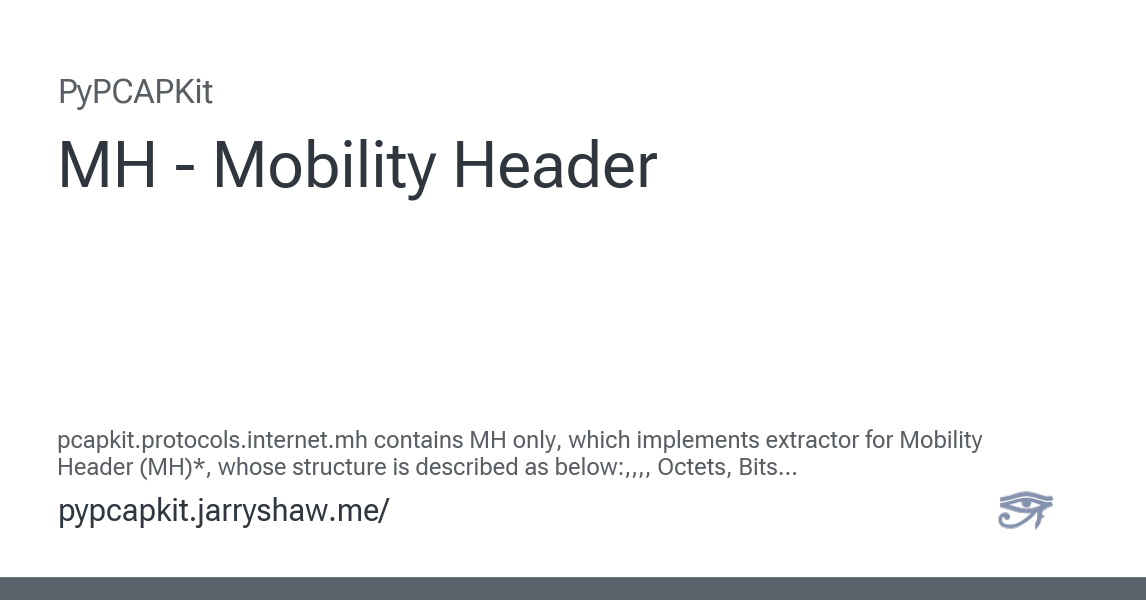 PyPCAPKit
MH - Mobility Header
pcapkit.protocols.internet.mh contains MH only, which implements extractor for Mobility
Header (MH)*, whose structure is described as below:,,,, Octets, Bits...
pypcapkit.jarryshaw.me/